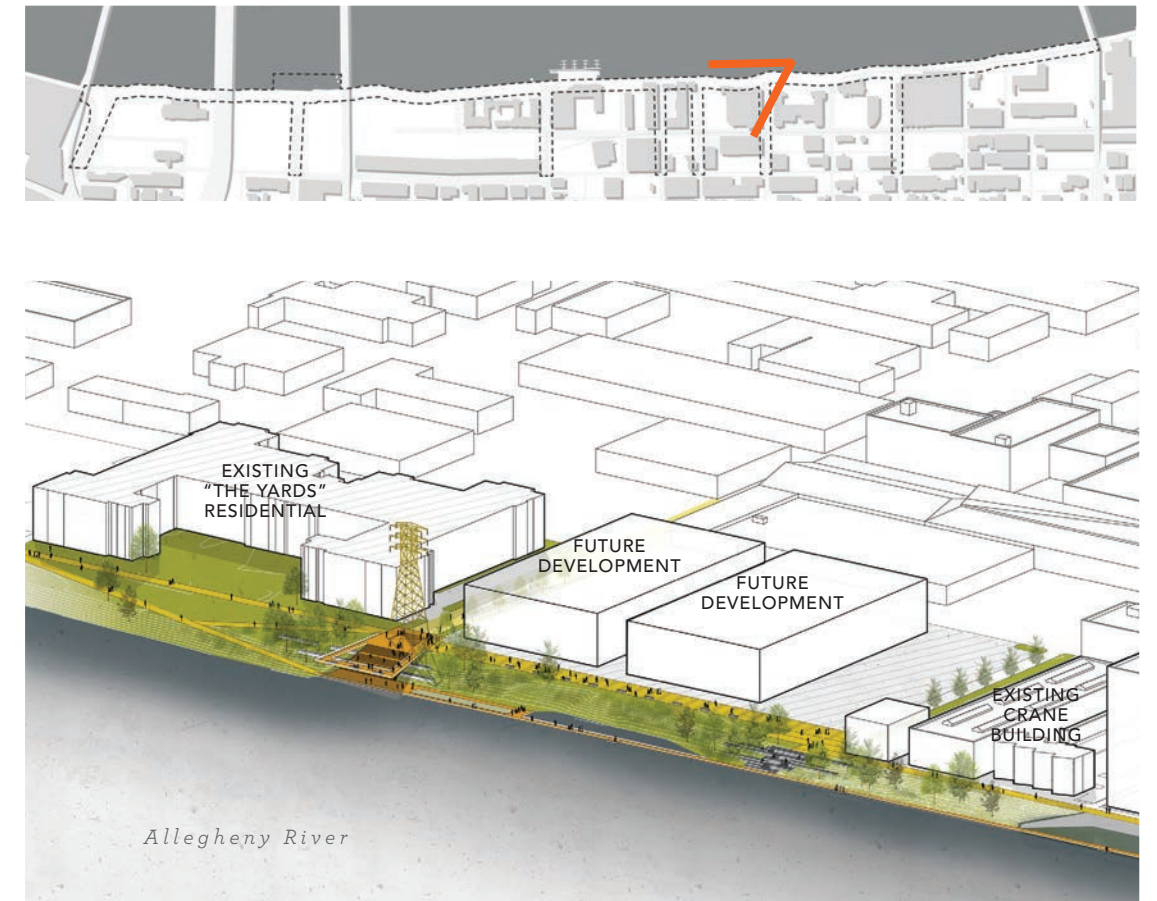 EXISTING
“THE YARDS”
RESIDENTIAL
FUTURE
DEVELOPMENT
FUTURE
DEVELOPMENT
EXISTING
CRANE
BUILDING
Allegheny River